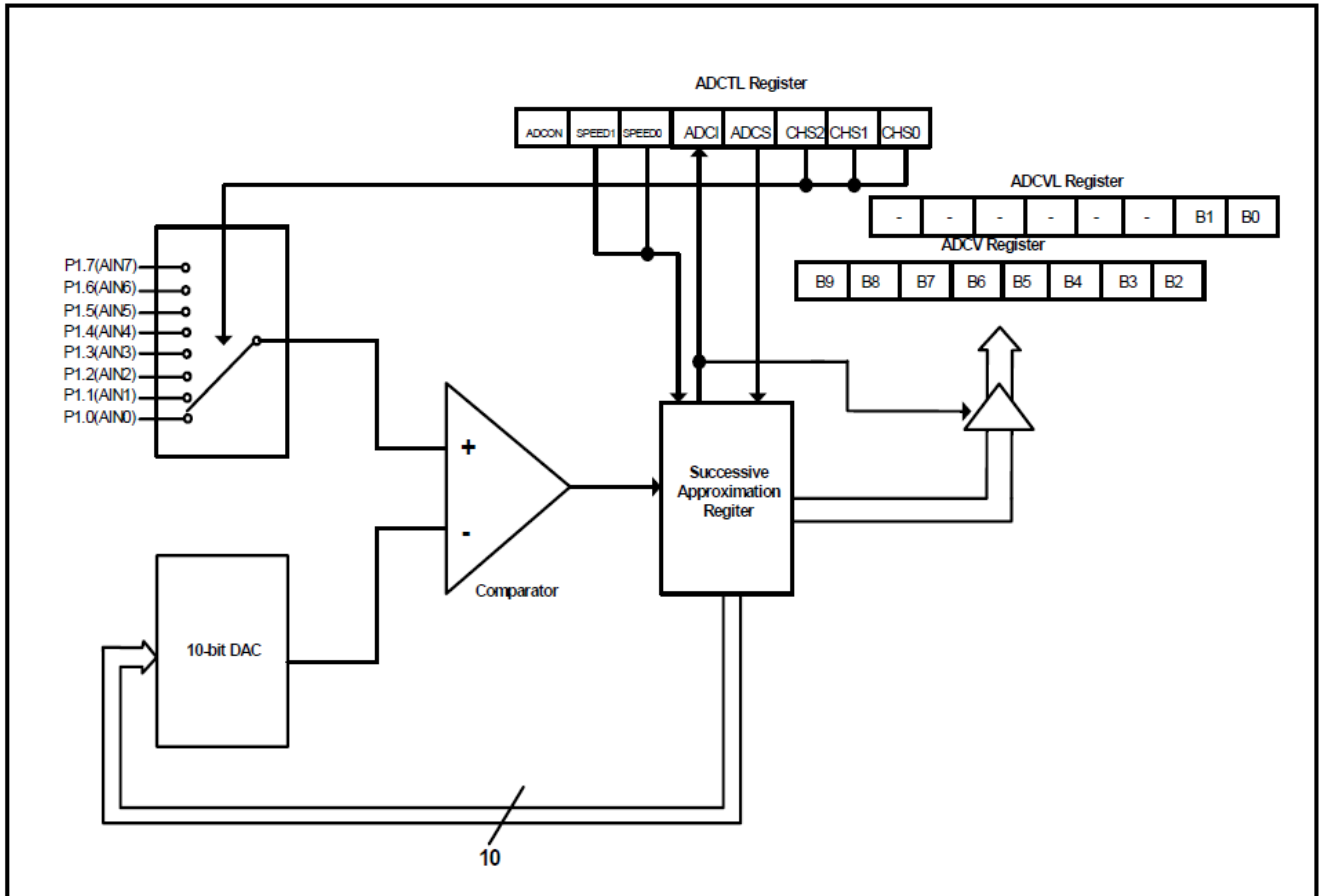 ADCTL Register
ADCON SPEED1 SPEED0 ADCI ADCS CHS2 CHS1 CHS0
ADCVL Register
- - - - - - B1 B0
ADCV Register
B9 B8 B7 B6 B5 B4 B3 B2
P1.7(AIN7)
P1.6(AIN6)
P1.5(AIN5)
P1.4(AIN4)
P1.3(AIN3)
P1.2(AIN2)
P1.1(AIN1)
P1.0(AIN0)
+
-
Comparator
Successive
Approximation
Regiter
10-bit DAC
10